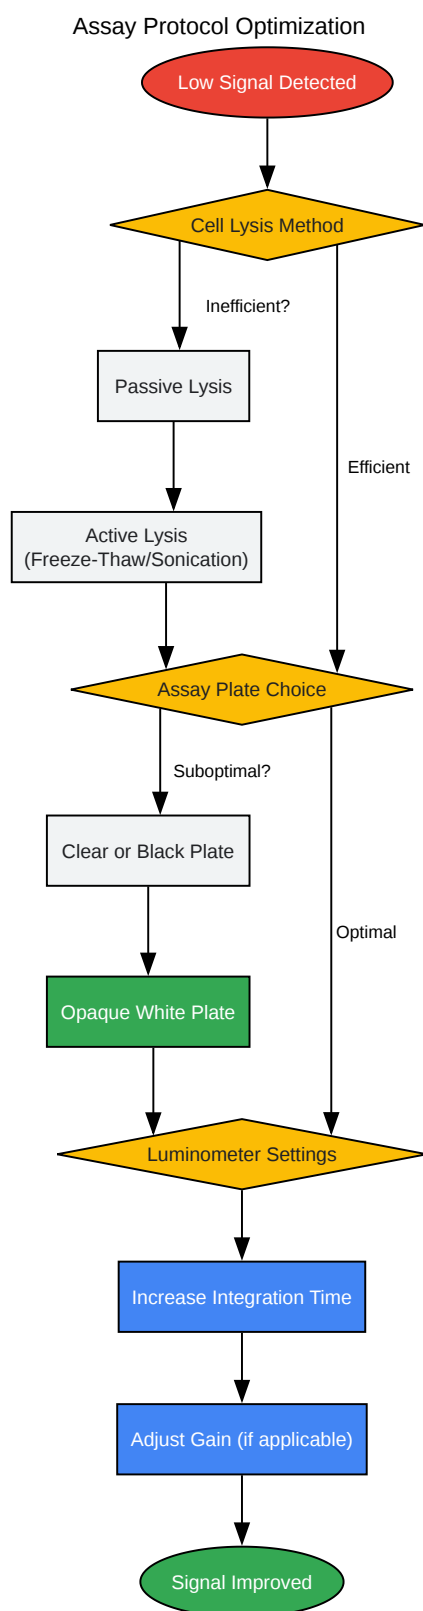 Assay Protocol Optimization
Low Signal Detected
Cell Lysis Method
Inefficient?
Passive Lysis
Efficient
Active Lysis
(Freeze-Thaw/Sonication)
Assay Plate Choice
Suboptimal?
Clear or Black Plate
Optimal
Opaque White Plate
Luminometer Settings
Increase Integration Time
Adjust Gain (if applicable)
Signal Improved